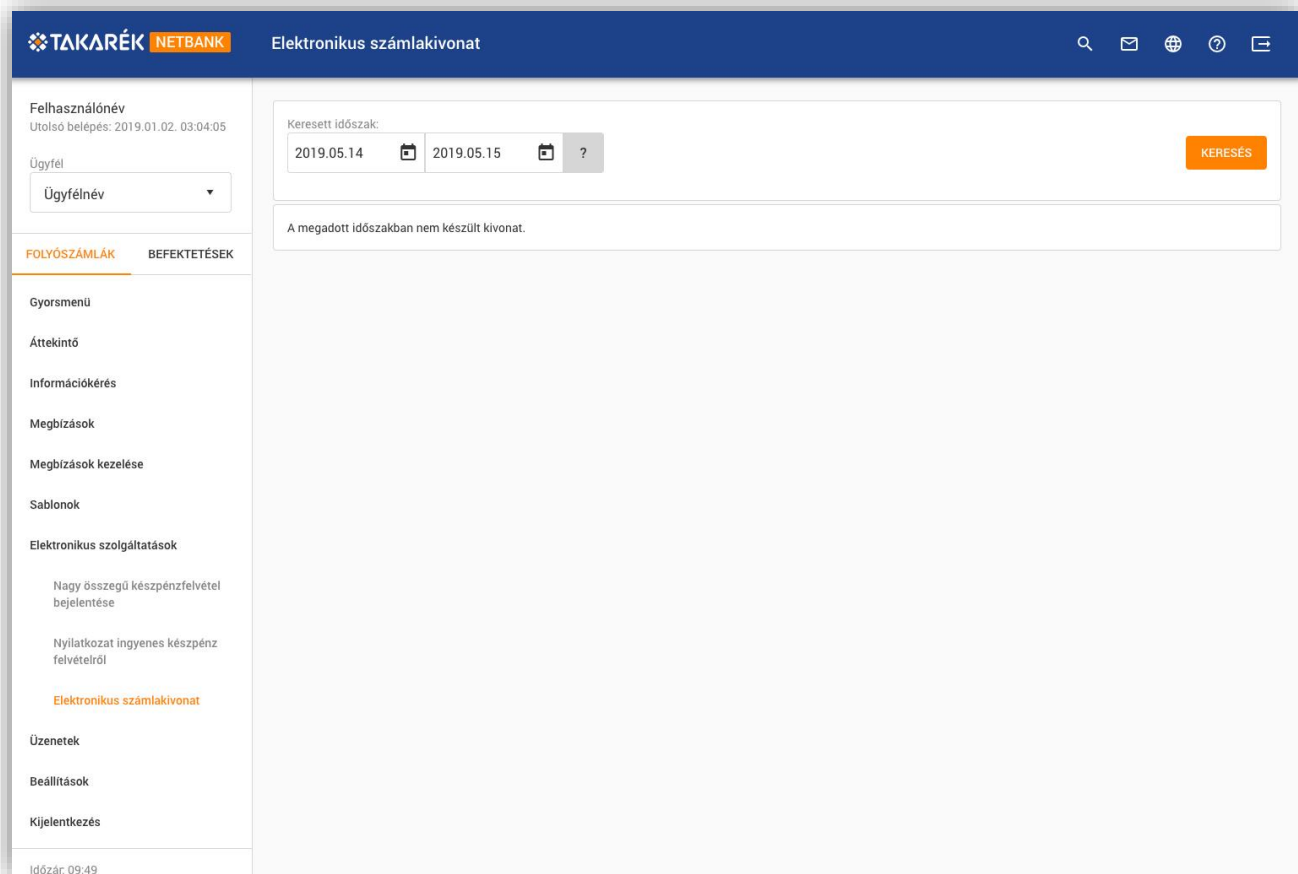 TAKARÉK NETBANK
Elektronikus számlakivonat
Felhasználónév
Utolsó belépés: 2019.01.02. 03:04:05
Ügyfél
Ügyfélnév
FOLYÓSZÁMLÁK BEFEKTETÉSEK
Gyorsmenü
Áttekintő
Információkérés
Megbízások
Megbízások kezelése
Sablonok
Elektronikus szolgáltatások
Nagy összegű készpénzfelvétel
bejelentése
Nyilatkozat ingyenes készpénz
felvételről
Elektronikus számlakivonat
Üzenetek
Beállítások
Kijelentkezés
Időzár: 09:49
Keresett időszak:
2019.05.14 2019.05.15 ?
KERESÉS
A megadott időszakban nem készült kivonat.